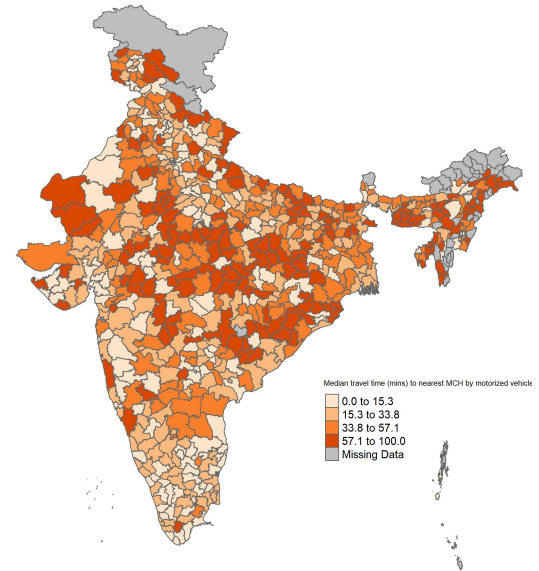 Median travel time (mins) to nearest MCH by motorized vehicle
0.0 to 15.3
15.3 to 33.8
33.8 to 57.1
57.1 to 100.0
Missing Data